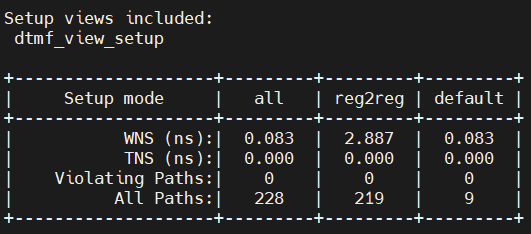 Setup views included:
 dtmf_view_setup

+--------------------+---------+---------+---------+
|     Setup mode     |   all   | reg2reg | default |
+--------------------+---------+---------+---------+
|           WNS (ns):|  0.083  |  2.887  |  0.083  |
|           TNS (ns):|  0.000  |  0.000  |  0.000  |
|    Violating Paths:|    0    |    0    |    0    |
|          All Paths:|   228   |   219   |    9    |
+--------------------+---------+---------+---------+